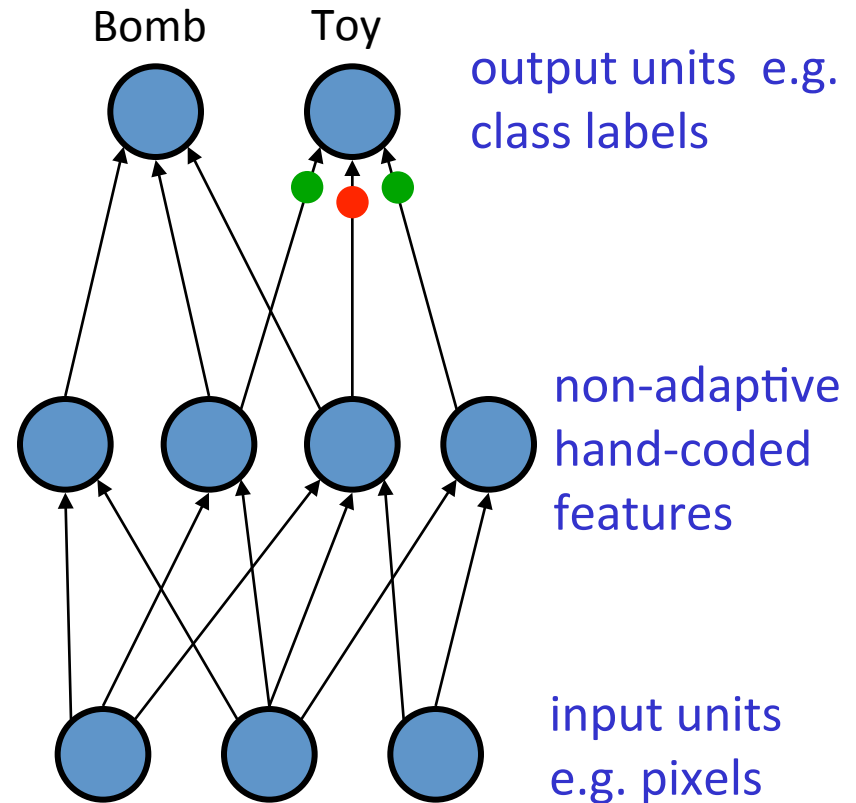 Bomb Toy
output units e.g.
class labels
non-adaptive
hand-coded
features
input units
e.g. pixels